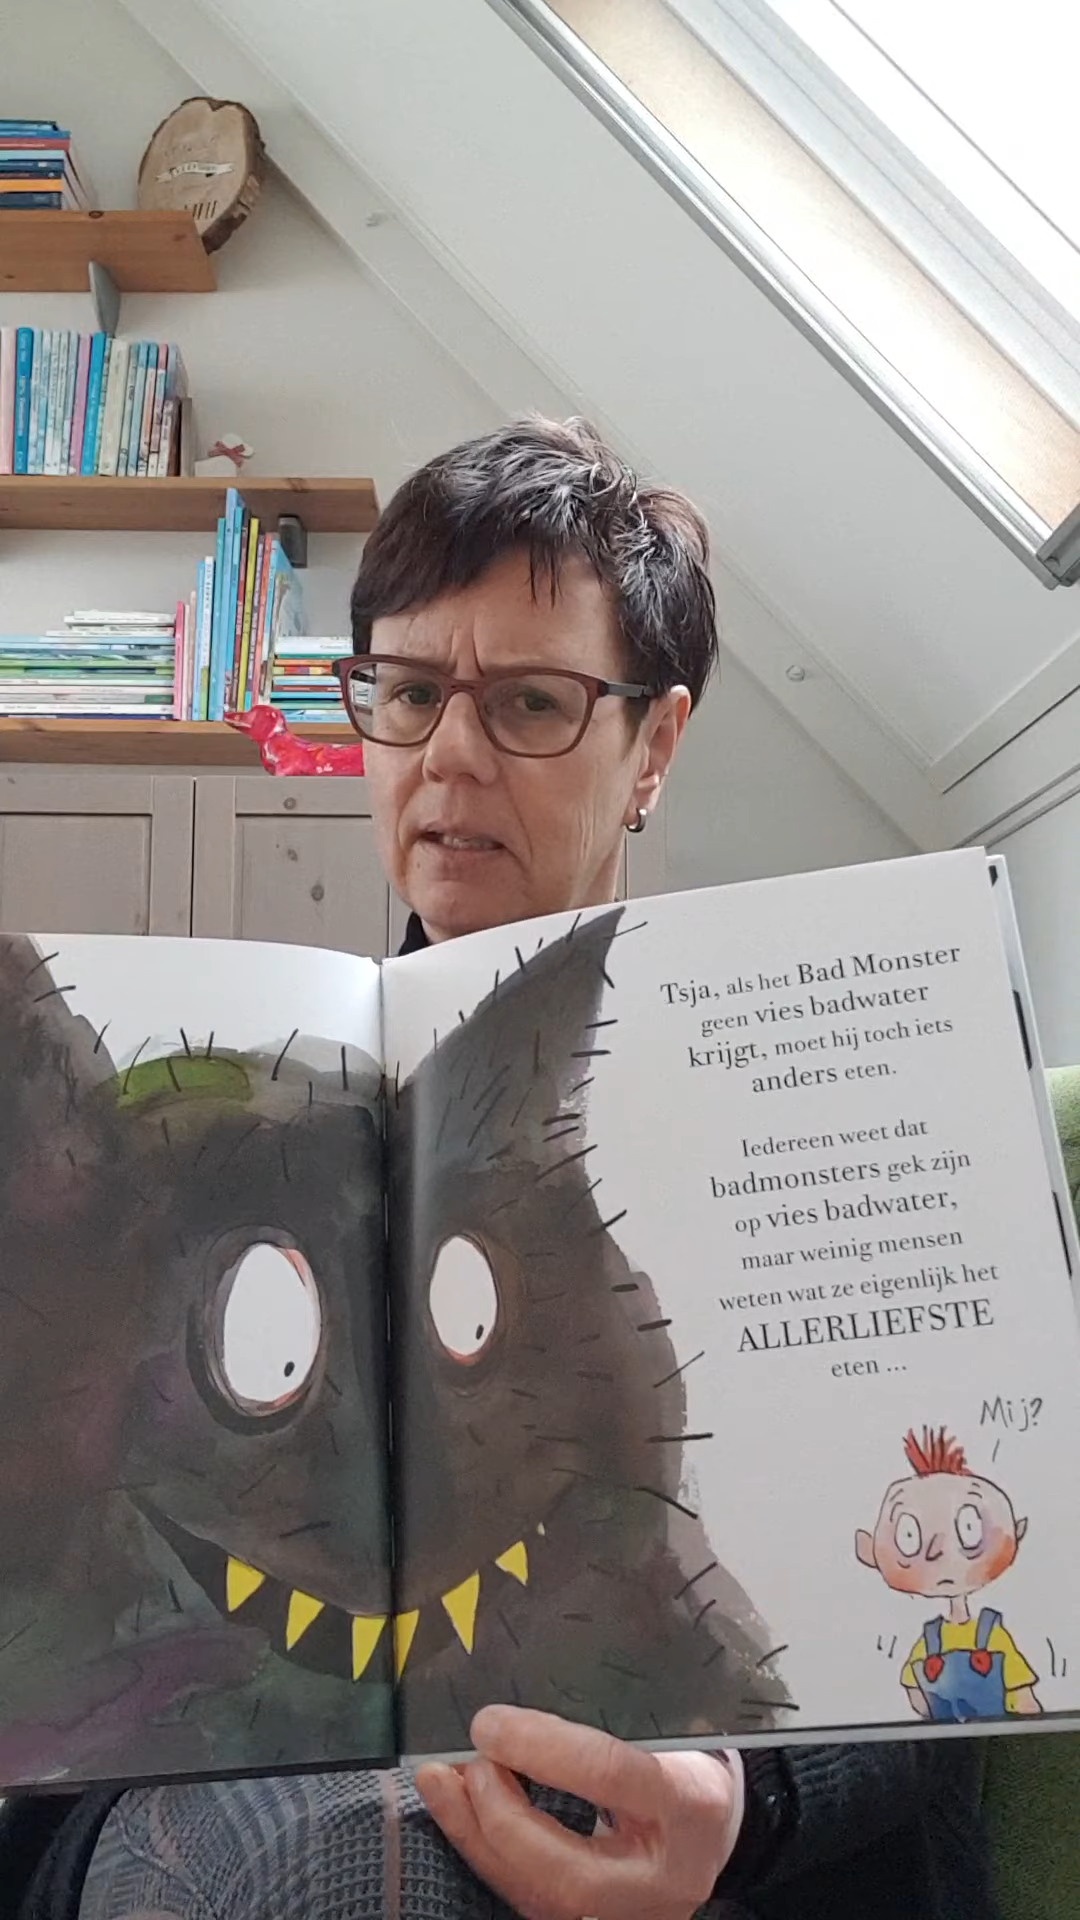 Tsja, als het Bad Monster
geen vies badwater
krijgt, moet hij toch iets
anders eten.
Iedereen weet dat
badmonsters gek zijn
op vies badwater,
maar weinig mensen
weten wat ze eigenlijk het
ALLERLIEFSTE
eten ...
Mij?